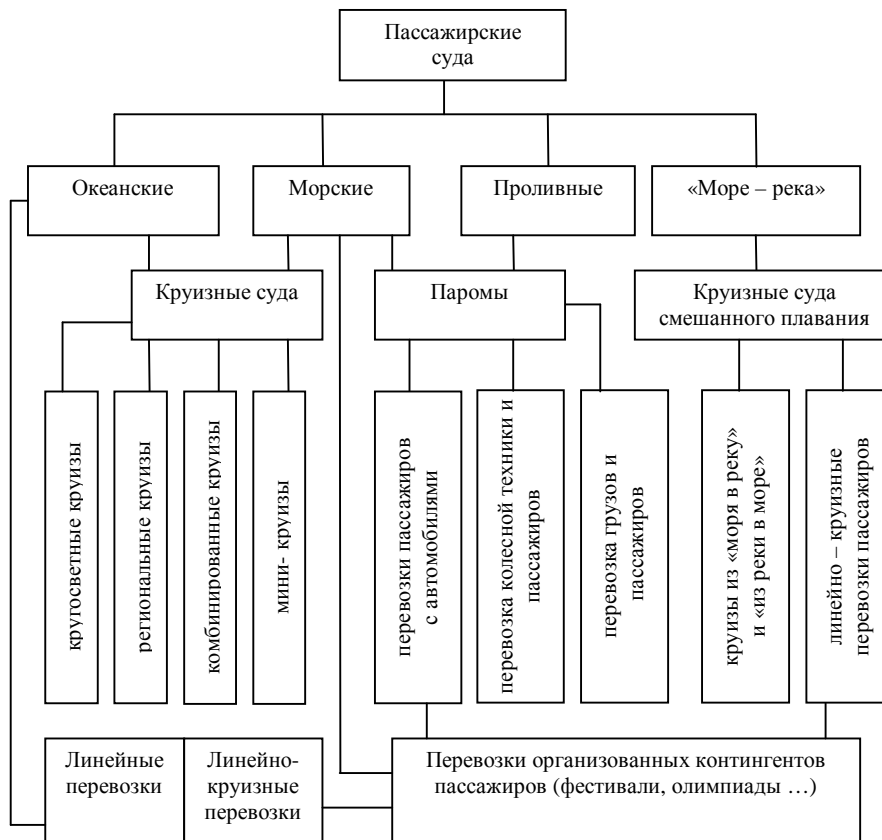 Пассажирские
суда
Океанские
Морские
Проливные
«Море – река»
Круизные суда
Паромы
Круизные суда
смешанного плавания
кругосветные круизы
региональные круизы
комбинированные круизы
мини- круизы
перевозки пассажиров
с автомобилями
перевозка колесной техники и
пассажиров
перевозка грузов и
пассажиров
круизы из «моря в реку»
и «из реки в море»
линейно – круизные
перевозки пассажиров
Линейные
перевозки
Линейно-
круизные
перевозки
Перевозки организованных контингентов
пассажиров (фестивали, олимпиады …)